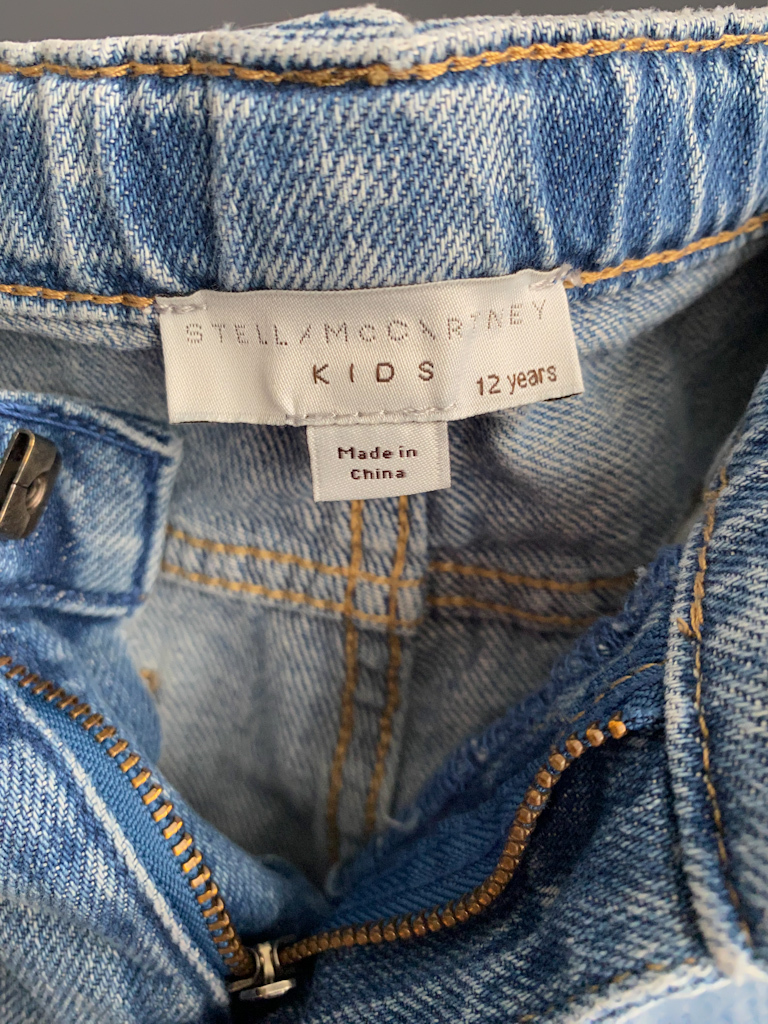 STELLA McCARTNEY
KIDS
12 years
Made in
China